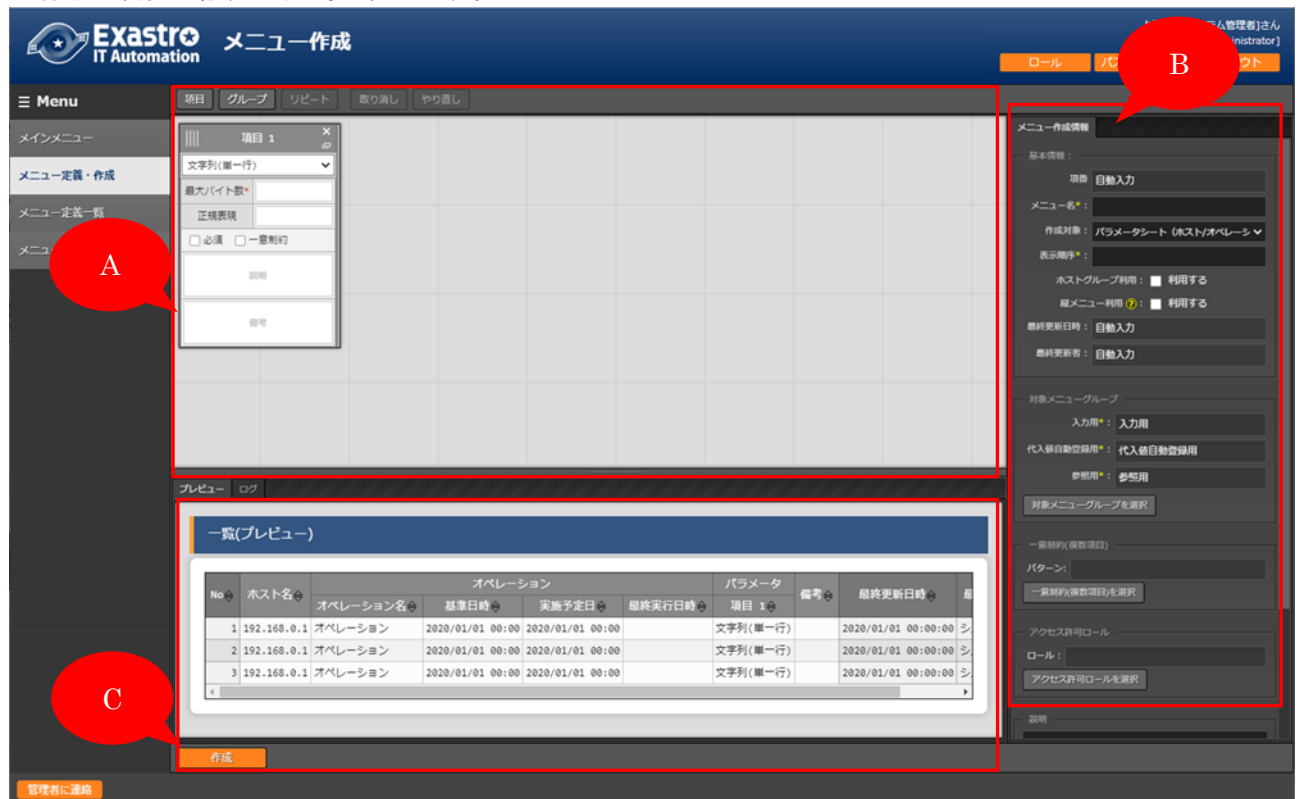 Exastro
IT Automation
メニュー作成
ム管理者]さん
inistrator]
ロール
B
ウト
Menu
メインメニュー
メニュー定義・作成
メニュー定義一覧
A
項目 グループ リピート 取り消し やり直し
項目 1
文字列(単一行)
最大バイト数*
正規表現
必須 一意制約
説明
備考
メニュー作成情報
基本情報 :
項番 自動入力
メニュー名* :
作成対象 : パラメータシート (ホスト/オペレーシ
表示順序* :
ホストグループ利用 : 利用する
縦メニュー利用 ? : 利用する
最終更新日時 : 自動入力
最終更新者 : 自動入力
対象メニューグループ
入力用* : 入力用
代入値自動登録用* : 代入値自動登録用
参照用* : 参照用
対象メニューグループを選択
一意制約(複数項目)
パターン:
一意制約(複数項目)を選択
アクセス許可ロール
ロール :
アクセス許可ロールを選択
説明
プレビュー ログ
一覧(プレビュー)
No ホスト名 オペレーション パラメータ 備考 最終更新日時
オペレーション名 基準日時 実施予定日 最終実行日時 項目 1
1 192.168.0.1 オペレーション 2020/01/01 00:00 2020/01/01 00:00 文字列(単一行) 2020/01/01 00:00:00 シ
2 192.168.0.1 オペレーション 2020/01/01 00:00 2020/01/01 00:00 文字列(単一行) 2020/01/01 00:00:00 シ
3 192.168.0.1 オペレーション 2020/01/01 00:00 2020/01/01 00:00 文字列(単一行) 2020/01/01 00:00:00 シ
C
作成
管理者に連絡